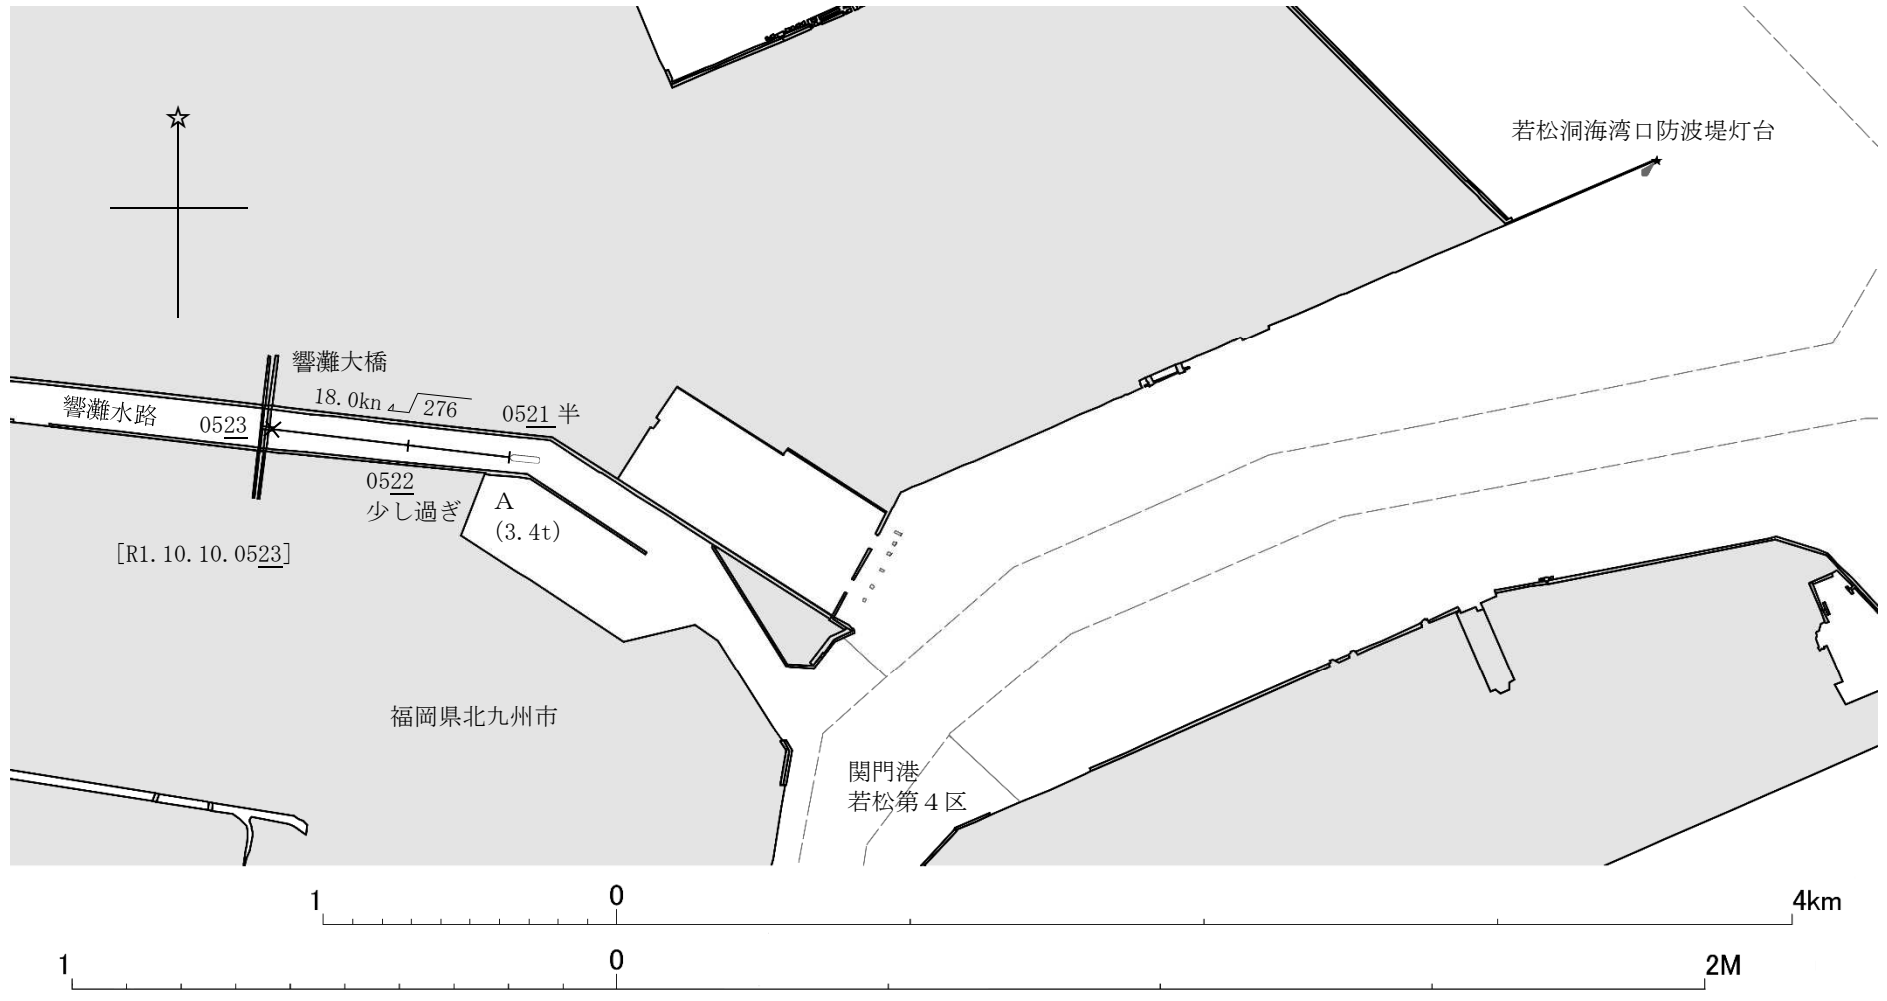 若松洞海湾口防波堤灯台
響灘大橋
18.0kn
276
0521半
響灘水路
0523
0522
少し過ぎ
A
(3.4t)
[R1.10.10.0523]
福岡県北九州市
関門港
若松第4区
1 0 4km
1 0 2M